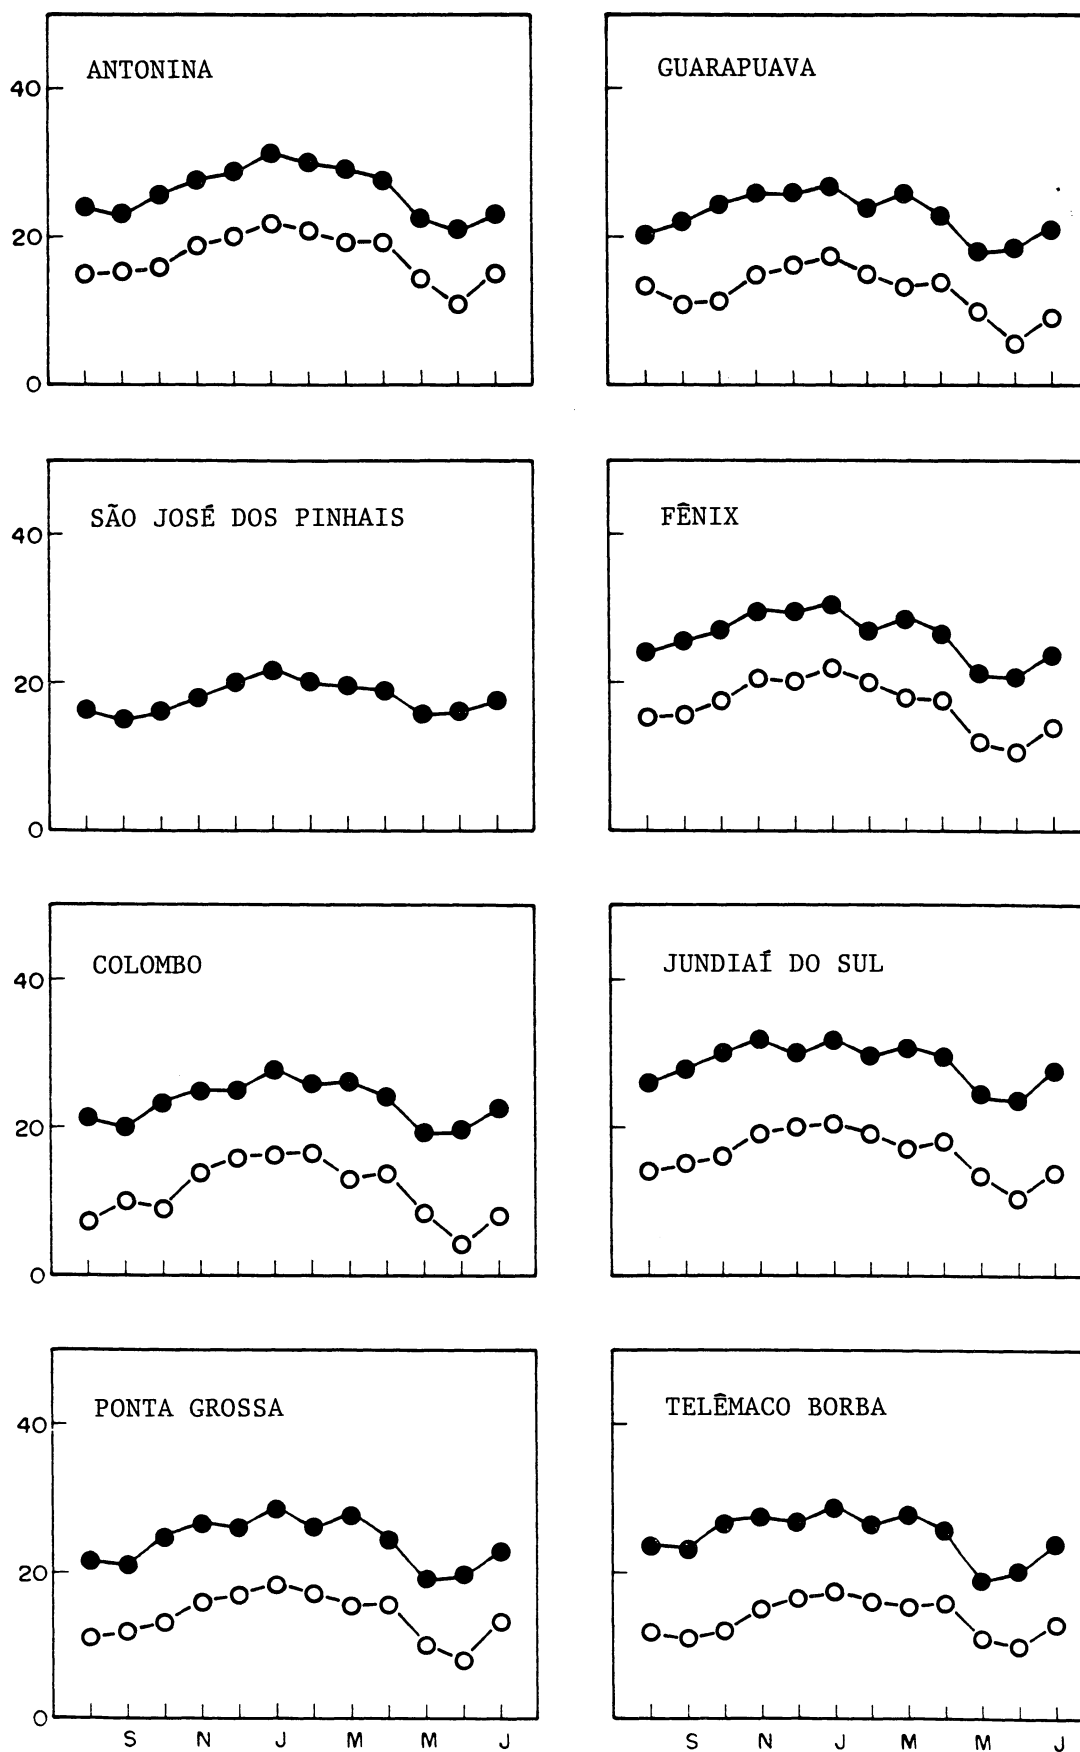 ANTONINA
GUARAPUAVA
40
20
0
SÃO JOSÉ DOS PINHAIS
FÊNIX
40
20
0
COLOMBO
JUNDIAÍ DO SUL
40
20
0
PONTA GROSSA
TELÊMACO BORBA
40
20
0
S N J M M J
S N J M M J